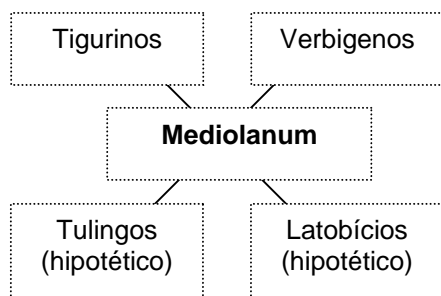 Tigurinos
Verbigenos
Mediolanum
Tulingos
(hipotético)
Latobícios
(hipotético)